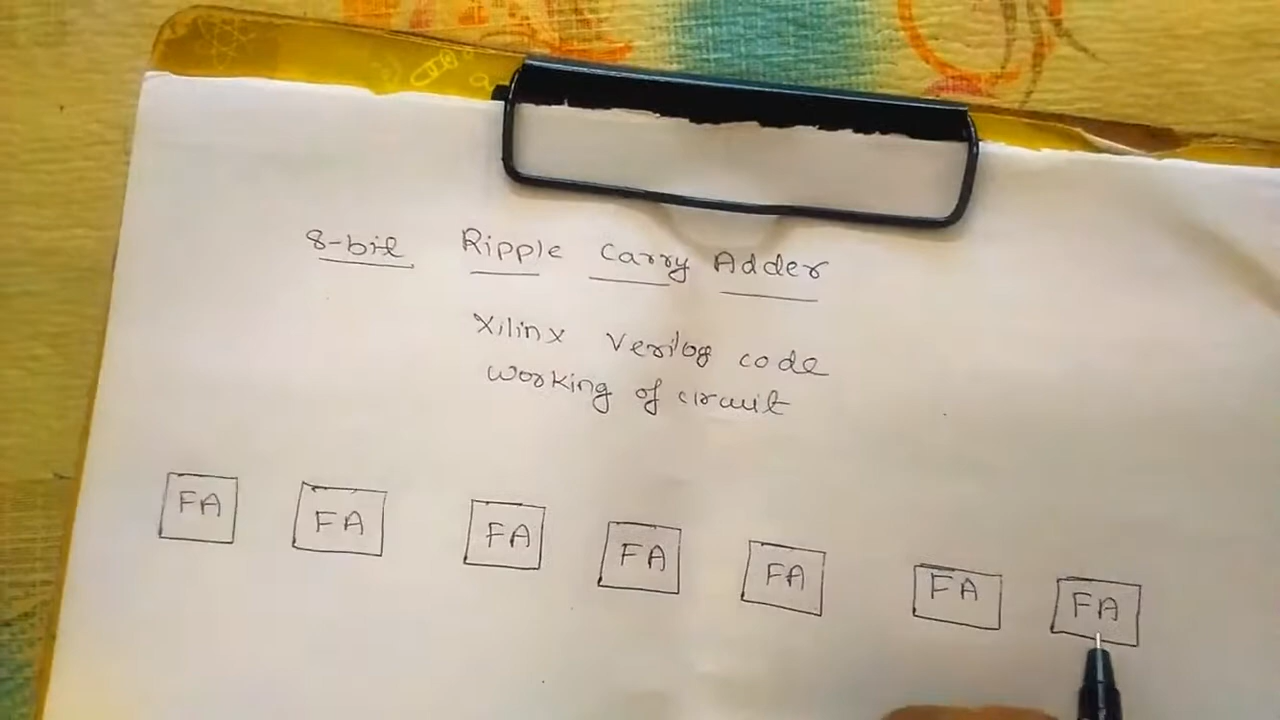 8-bit Ripple Carry Adder
Xilinx Verilog code
working of circuit
FA FA FA FA FA FA FA